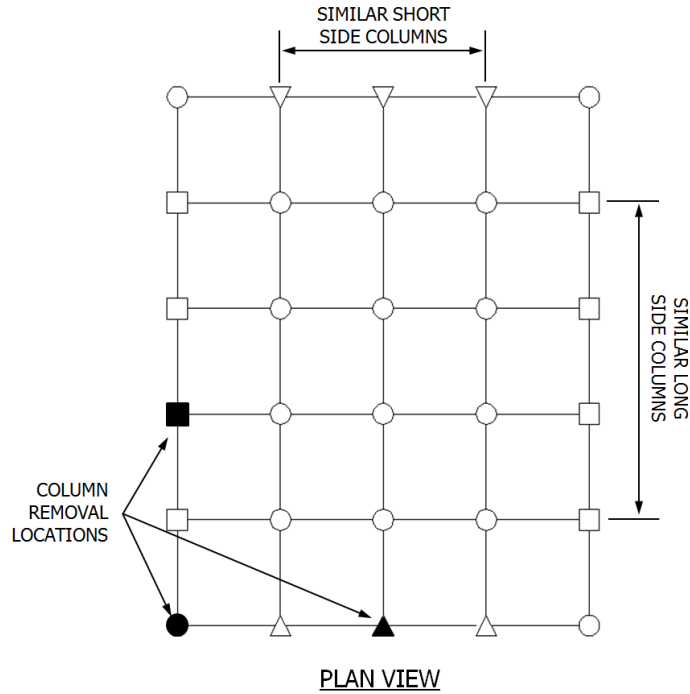 SIMILAR SHORT
SIDE COLUMNS
SIMILAR LONG
SIDE COLUMNS
COLUMN
REMOVAL
LOCATIONS
PLAN VIEW